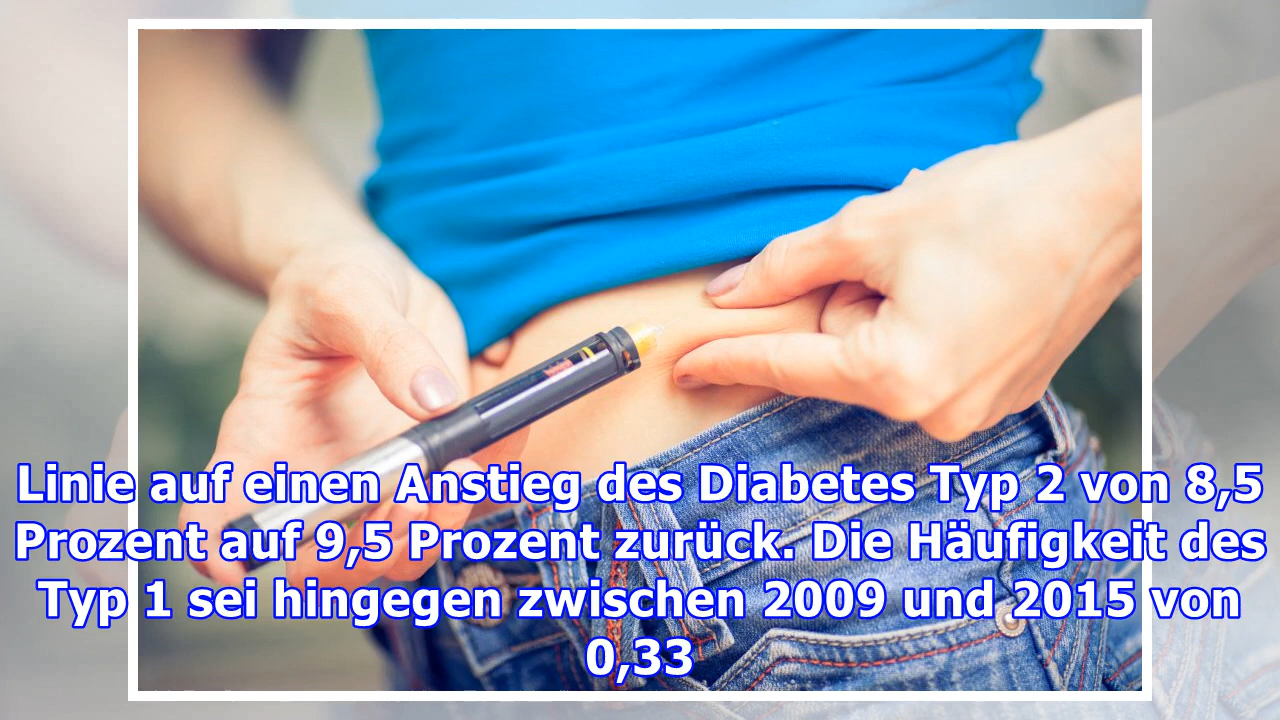 Linie auf einen Anstieg des Diabetes Typ 2 von 8,5
Prozent auf 9,5 Prozent zurück. Die Häufigkeit des
Typ 1 sei hingegen zwischen 2009 und 2015 von
0,33